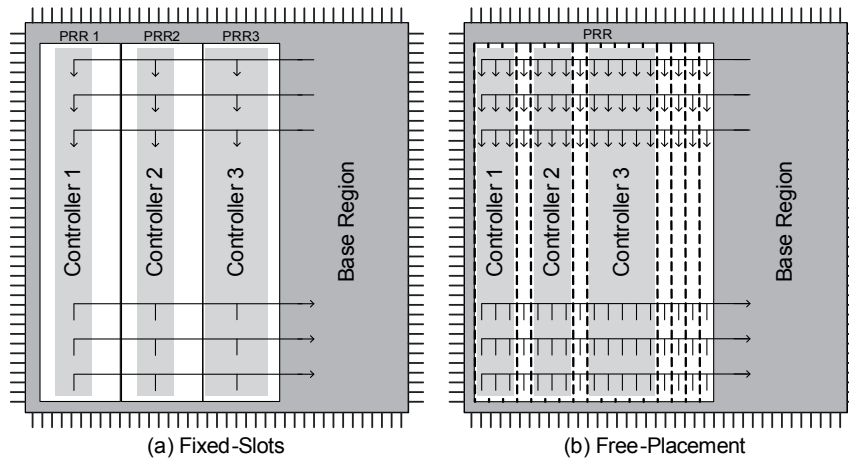 PRR 1 PRR2 PRR3
Controller 1
Controller 2
Controller 3
Base Region
(a) Fixed-Slots
PRR
Controller 1
Controller 2
Controller 3
Base Region
(b) Free-Placement